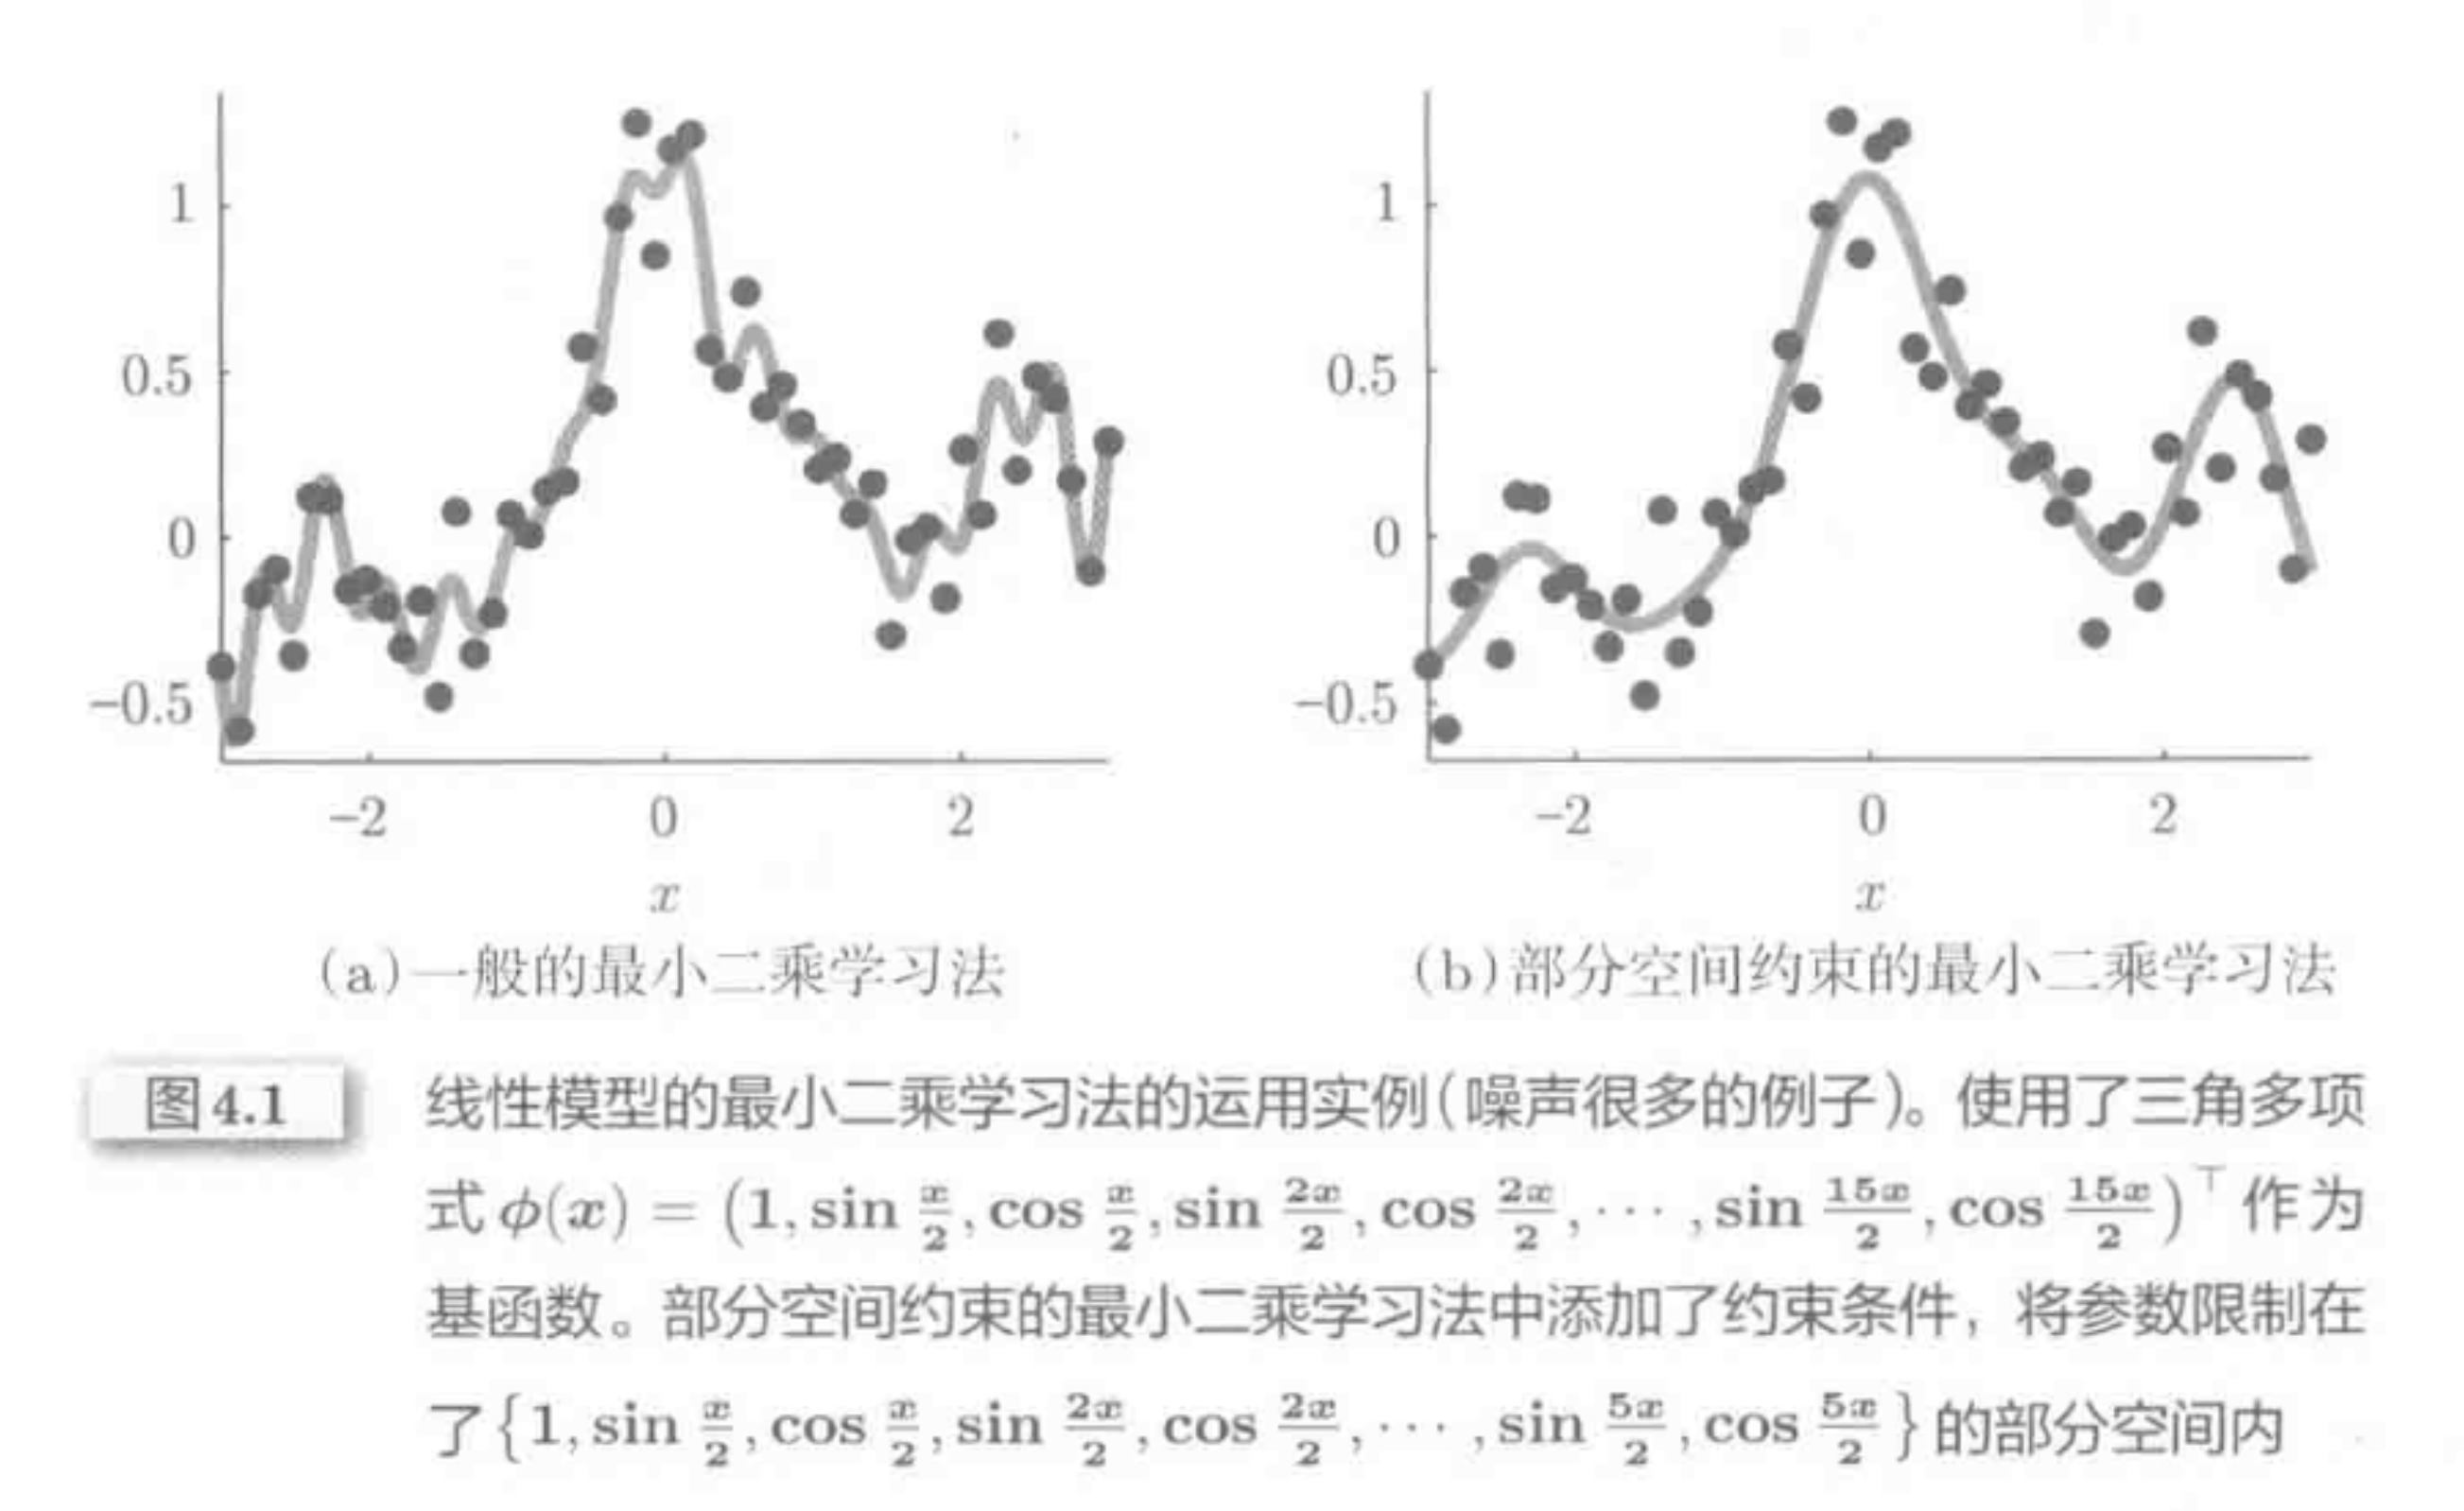 1
0.5
0
−0.5
−2 0 2
x
(a)一般的最小二乘学习法
1
0.5
0
−0.5
−2 0 2
x
(b)部分空间约束的最小二乘学习法
图4.1
线性模型的最小二乘学习法的运用实例(噪声很多的例子)。使用了三角多项
式 ϕ(x) = (1, sin x/2, cos x/2, sin 2x/2, cos 2x/2, ⋯, sin 15x/2, cos 15x/2)⊤ 作为
基函数。部分空间约束的最小二乘学习法中添加了约束条件，将参数限制在
了{1, sin x/2, cos x/2, sin 2x/2, cos 2x/2, ⋯, sin 5x/2, cos 5x/2}的部分空间内